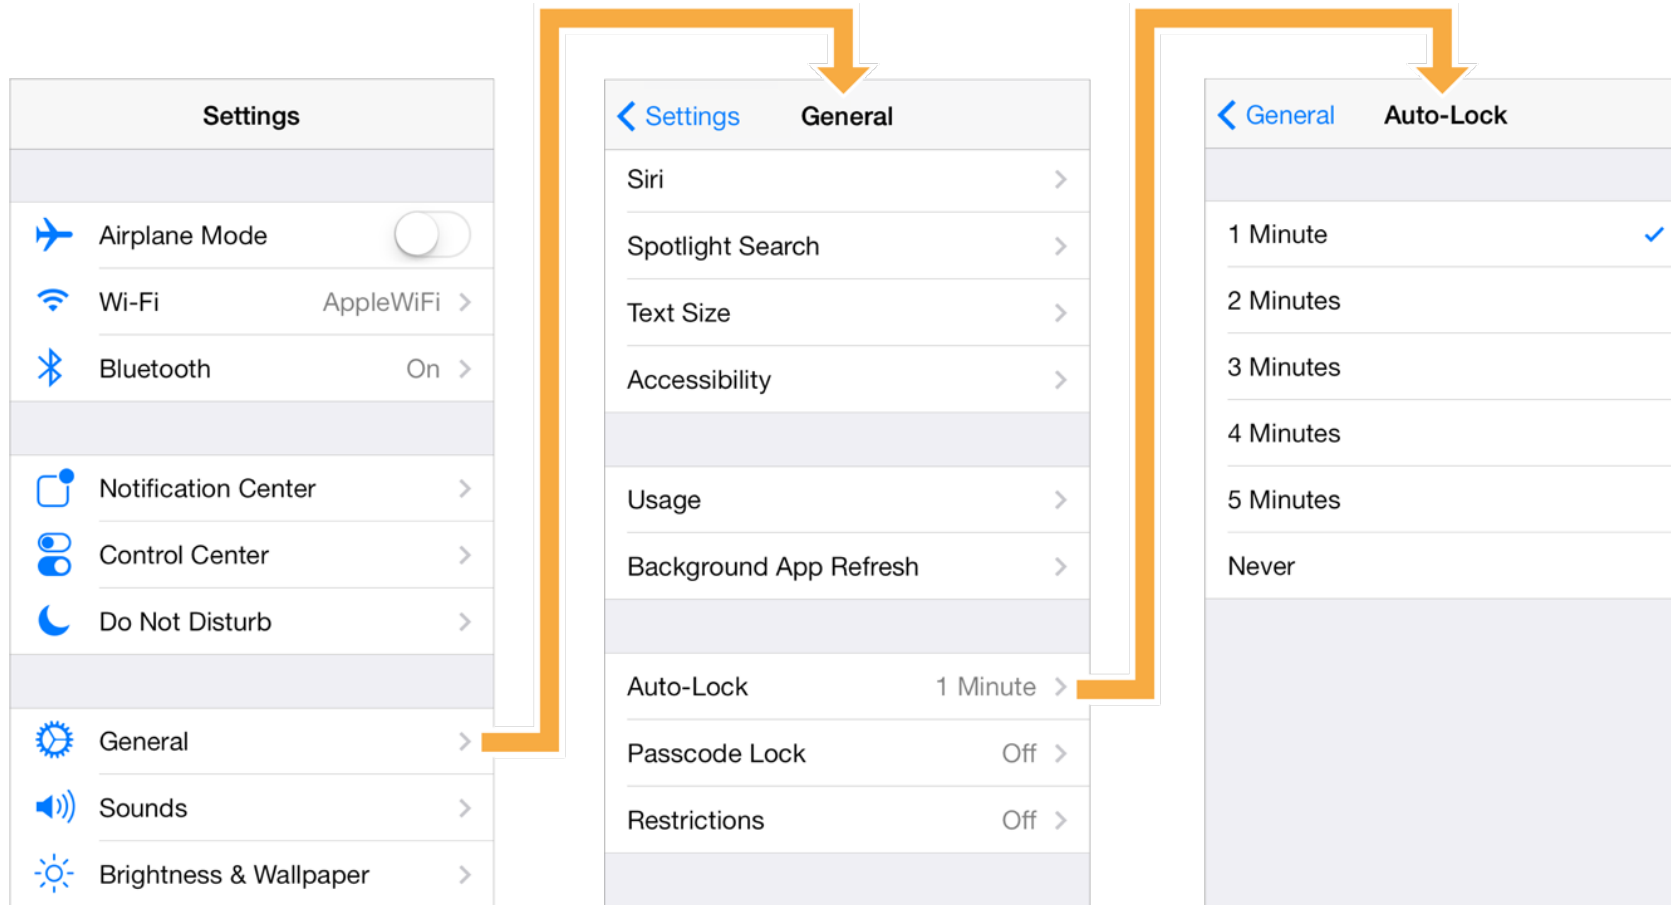 Settings
Airplane Mode
Wi-Fi AppleWiFi
Bluetooth On
Notification Center
Control Center
Do Not Disturb
General
Sounds
Brightness & Wallpaper
Settings General
Siri
Spotlight Search
Text Size
Accessibility
Usage
Background App Refresh
Auto-Lock 1 Minute
Passcode Lock Off
Restrictions Off
General Auto-Lock
1 Minute
2 Minutes
3 Minutes
4 Minutes
5 Minutes
Never